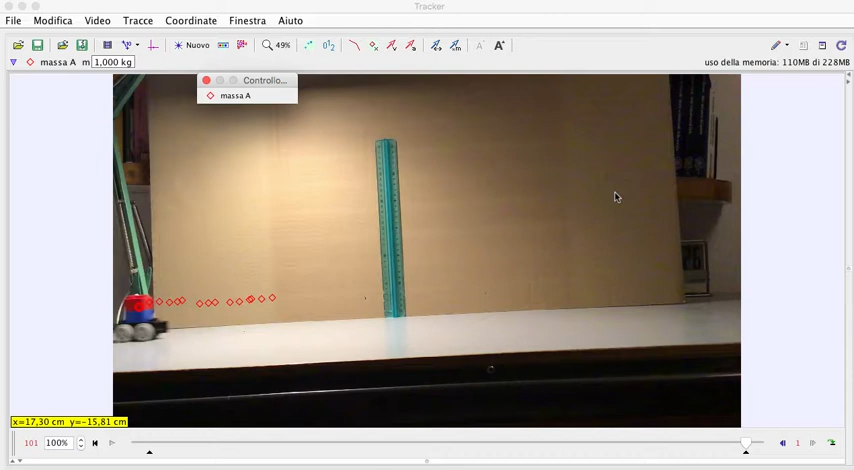 Tracker
File Modifica Video Tracce Coordinate Finestra Aiuto
Nuovo 49%
massa A m 1,000 kg uso della memoria: 110MB di 228MB
Controllo...
massa A
x=17,30 cm y=-15,81 cm
101 100% 1